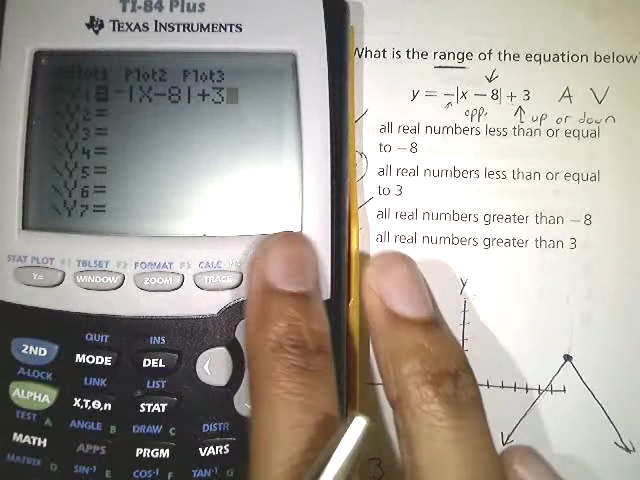 TI-84 Plus
TEXAS INSTRUMENTS
Plot2 Plot3
-|X-8|+3
\Y2=
\Y3=
\Y4=
\Y5=
\Y6=
\Y7=
STAT PLOT F1 TBLSET F2 FORMAT F3 CALC
Y= WINDOW ZOOM TRACE
QUIT INS
2ND MODE DEL
A-LOCK LINK LIST
ALPHA X,T,θ,n STAT
TEST A ANGLE B DRAW C DISTR
MATH APPS PRGM VARS
MATRIX D SIN⁻¹ E COS⁻¹ F TAN⁻¹ G
What is the range of the equation below
y = -|x - 8| + 3 A V
opp. up or down
all real numbers less than or equal
to -8
all real numbers less than or equal
to 3
all real numbers greater than -8
all real numbers greater than 3
y
3